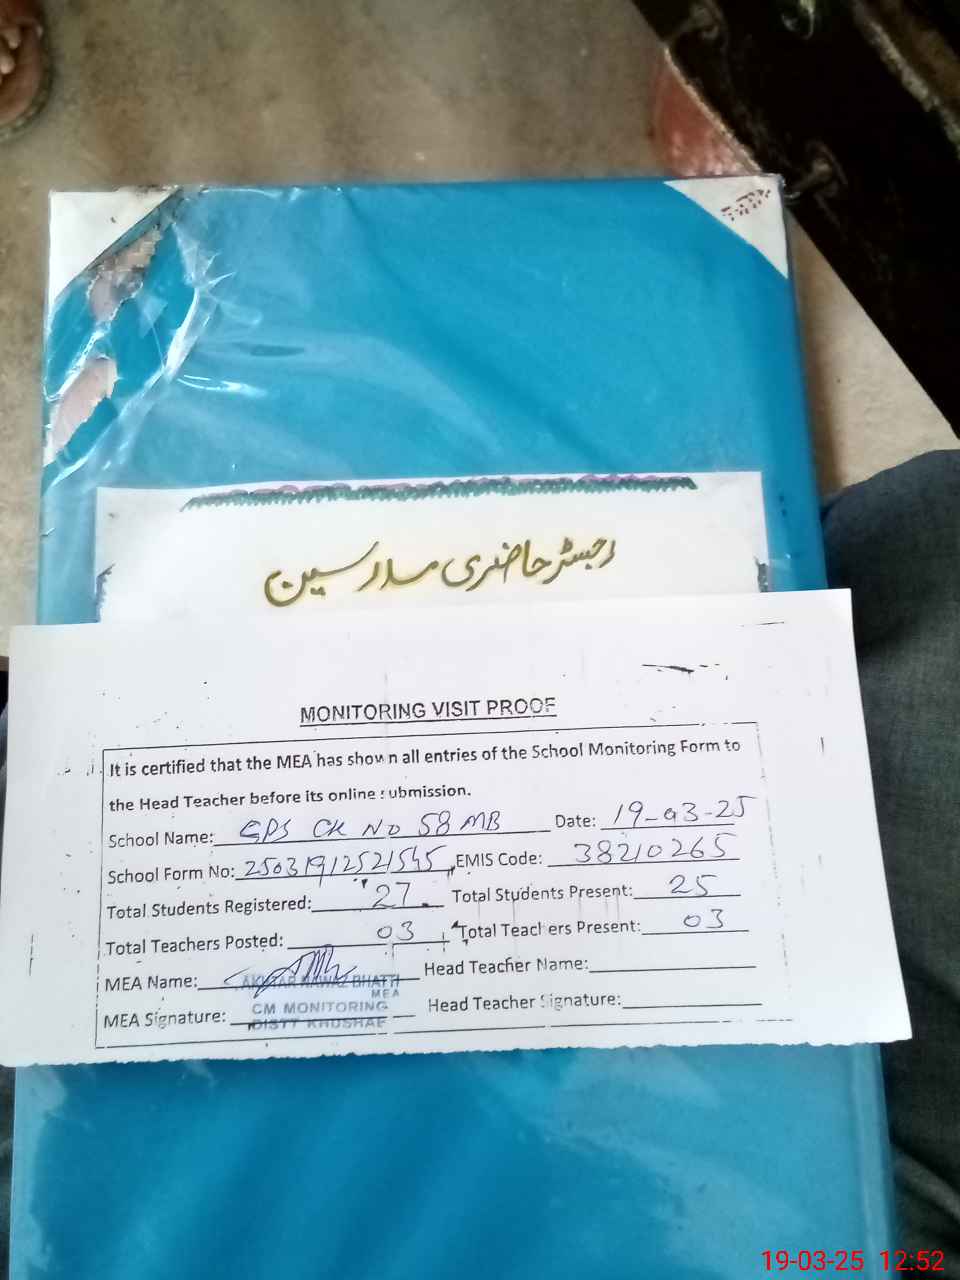 رجسٹر حاضری مدارسین
MONITORING VISIT PROOF
It is certified that the MEA has shown all entries of the School Monitoring Form to
the Head Teacher before its online submission.
School Name: GPS CK NO 58 MB Date: 19-03-25
School Form No: 25031912521545 EMIS Code: 38210265
Total Students Registered: 27 Total Students Present: 25
Total Teachers Posted: 03 Total Teachers Present: 03
MEA Name: AKHTAR NAWAZ BHATTI Head Teacher Name:
MEA
MEA Signature: CM MONITORING Head Teacher Signature:
DISTT KHUSHAB
19-03-25 12:52